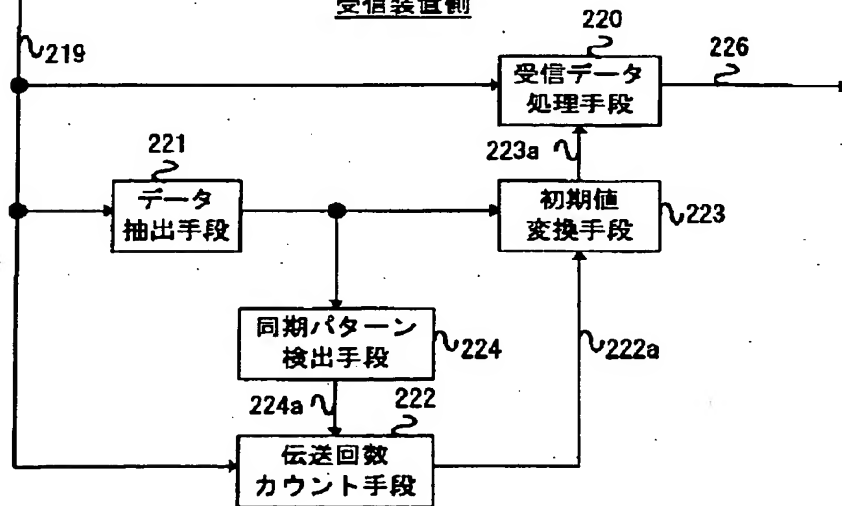 受信装置側
219
220
受信データ
処理手段
226
223a
221
データ
抽出手段
初期値
変換手段
223
同期パターン
検出手段
224
222a
224a
222
伝送回数
カウント手段